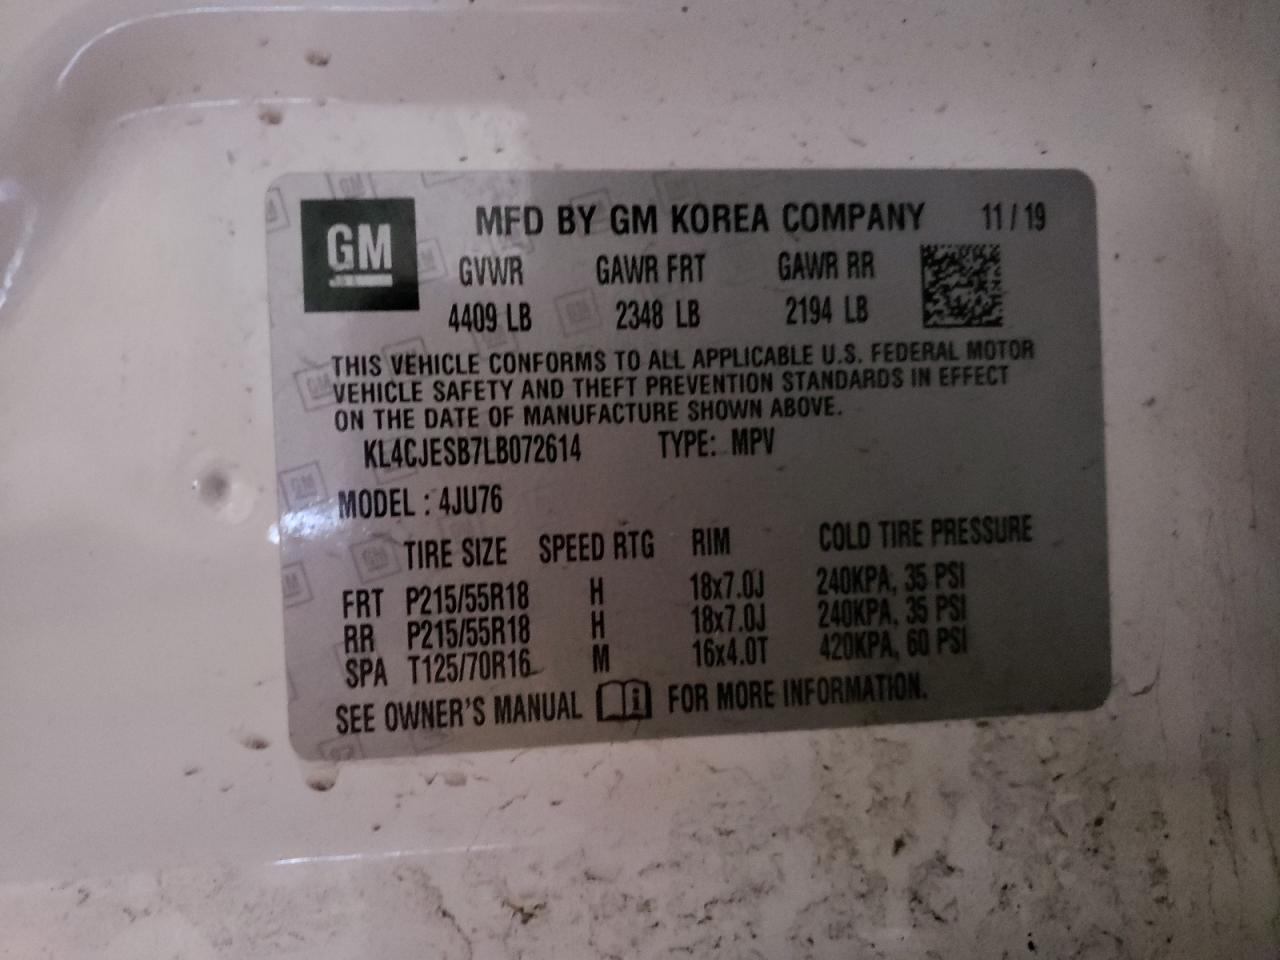 GM
MFD BY GM KOREA COMPANY 11/19
GVWR GAWR FRT GAWR RR
4409 LB 2348 LB 2194 LB
THIS VEHICLE CONFORMS TO ALL APPLICABLE U.S. FEDERAL MOTOR
VEHICLE SAFETY AND THEFT PREVENTION STANDARDS IN EFFECT
ON THE DATE OF MANUFACTURE SHOWN ABOVE.
KL4CJESB7LB072614 TYPE: MPV
MODEL : 4JU76
TIRE SIZE SPEED RTG RIM COLD TIRE PRESSURE
FRT P215/55R18 H 18x7.0J 240KPA, 35 PSI
RR P215/55R18 H 18x7.0J 240KPA, 35 PSI
SPA T125/70R16 M 16x4.0T 420KPA, 60 PSI
SEE OWNER'S MANUAL i FOR MORE INFORMATION.